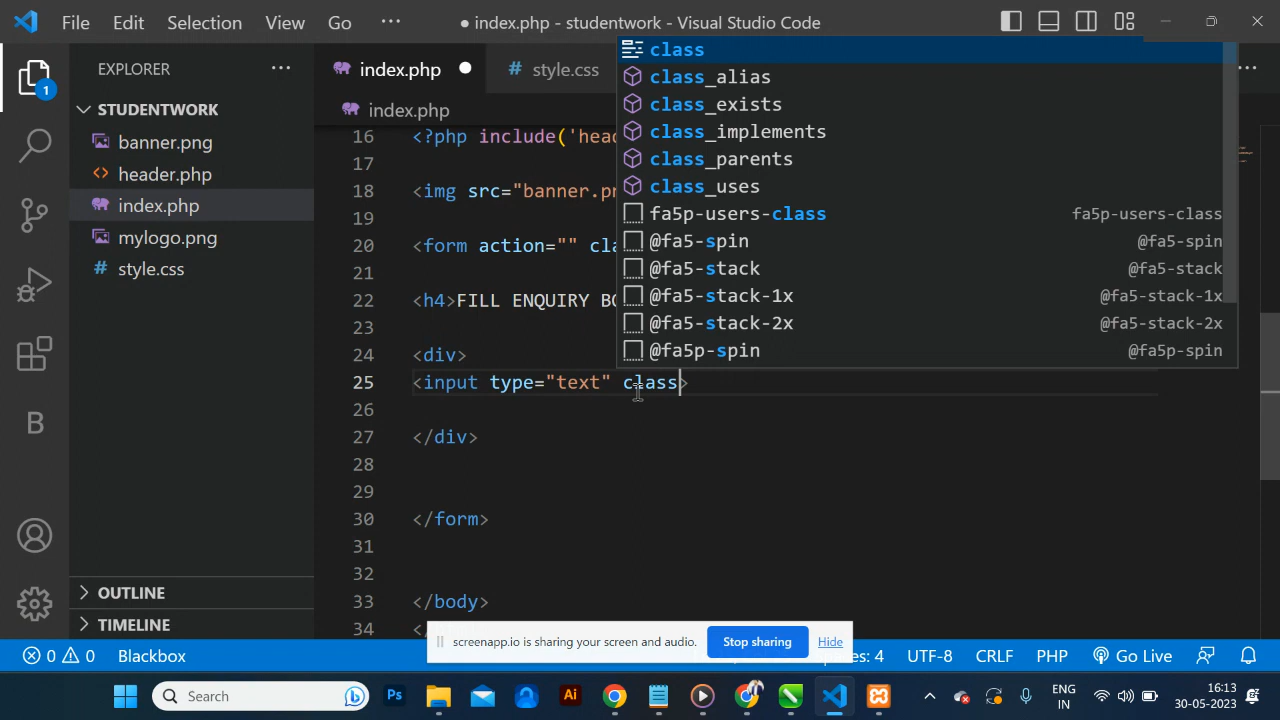 File Edit Selection View Go ··· ● index.php - studentwork - Visual Studio Code
EXPLORER ···
1
STUDENTWORK
banner.png
header.php
index.php
mylogo.png
style.css
OUTLINE
TIMELINE
index.php ● # style.css ···
index.php
16 <?php include('hea
17
18 <img src="banner.pn
19
20 <form action="" cla
21
22 <h4>FILL ENQUIRY BO
23
24 <div>
25 <input type="text" class>
26
27 </div>
28
29
30 </form>
31
32
33 </body>
34 </
class
class_alias
class_exists
class_implements
class_parents
class_uses
fa5p-users-class fa5p-users-class
@fa5-spin @fa5-spin
@fa5-stack @fa5-stack
@fa5-stack-1x @fa5-stack-1x
@fa5-stack-2x @fa5-stack-2x
@fa5p-spin @fa5p-spin
screenapp.io is sharing your screen and audio. Stop sharing Hide
0 0 Blackbox 4 UTF-8 CRLF PHP Go Live
Search Ps Ai ENG IN 16:13 30-05-2023